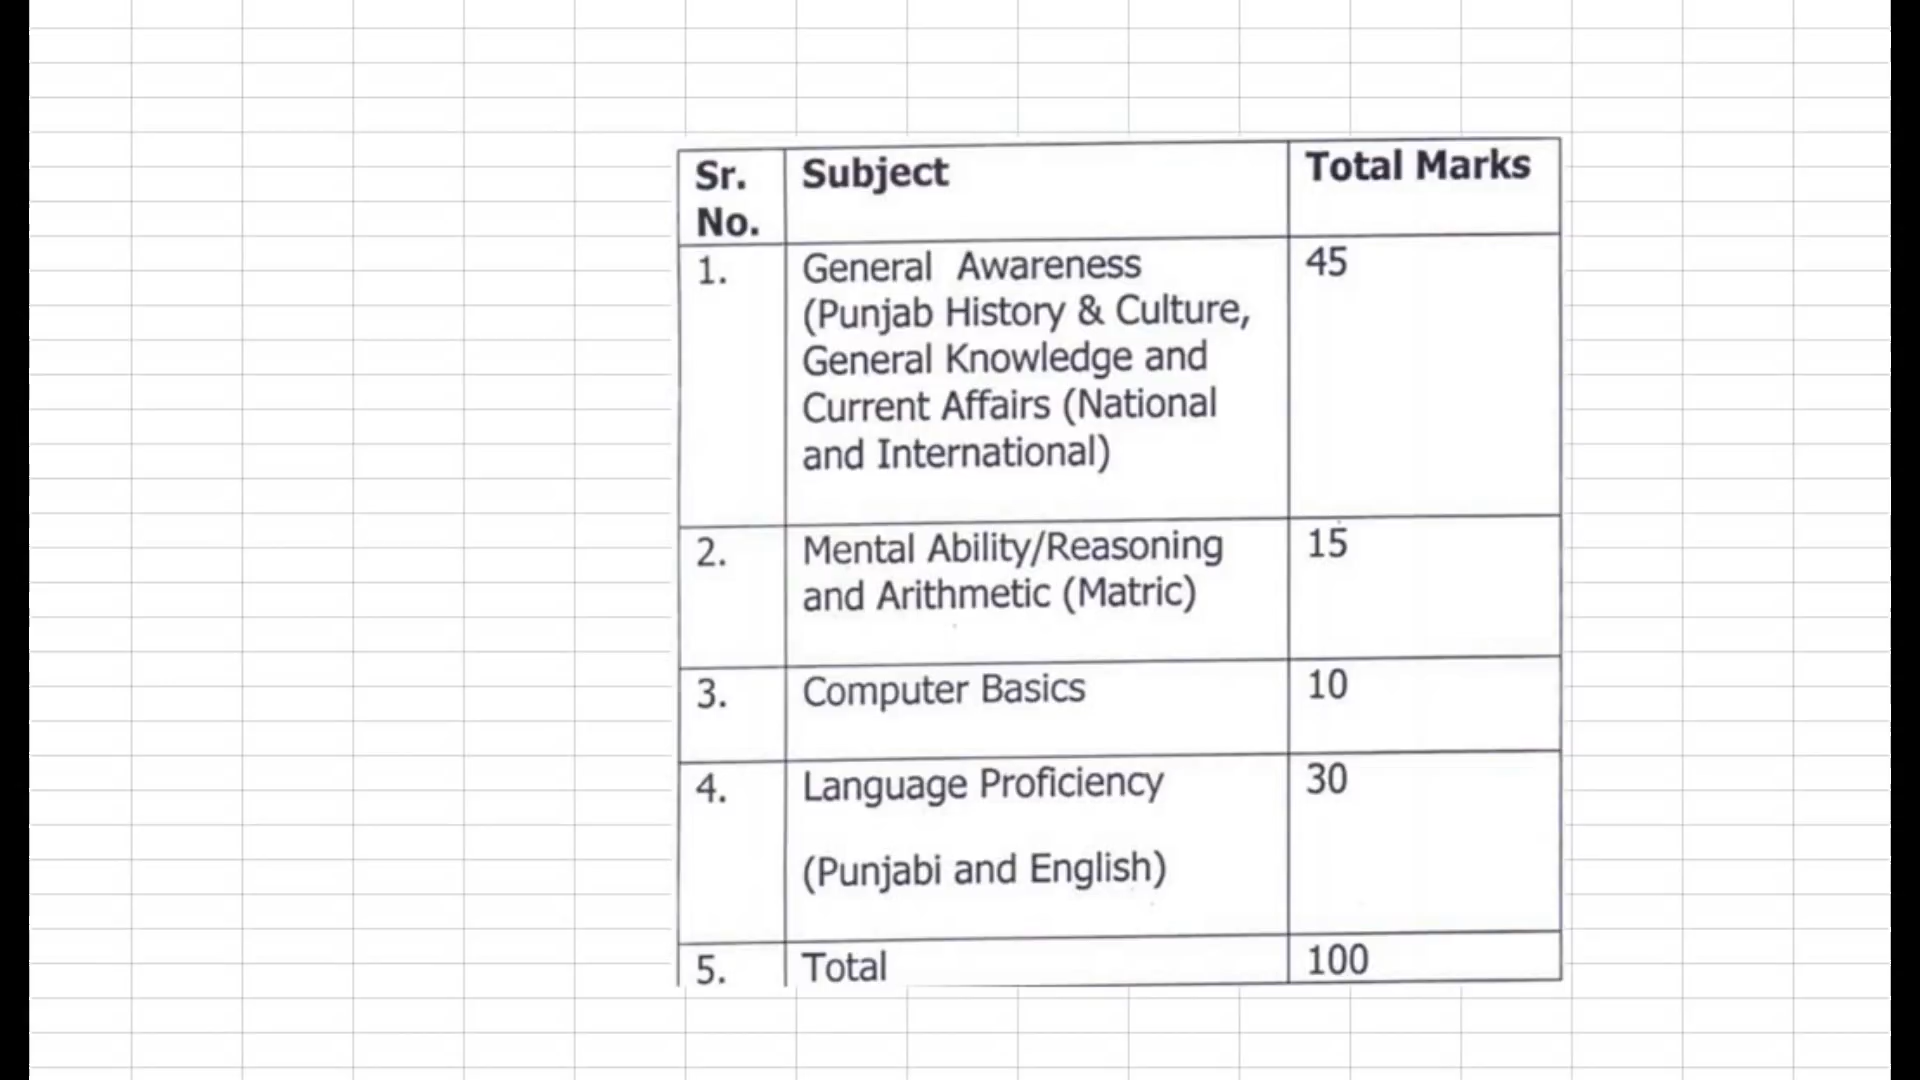 Sr. No. Subject Total Marks
1. General Awareness 45
(Punjab History & Culture,
General Knowledge and
Current Affairs (National
and International)
2. Mental Ability/Reasoning 15
and Arithmetic (Matric)
3. Computer Basics 10
4. Language Proficiency 30
(Punjabi and English)
5. Total 100